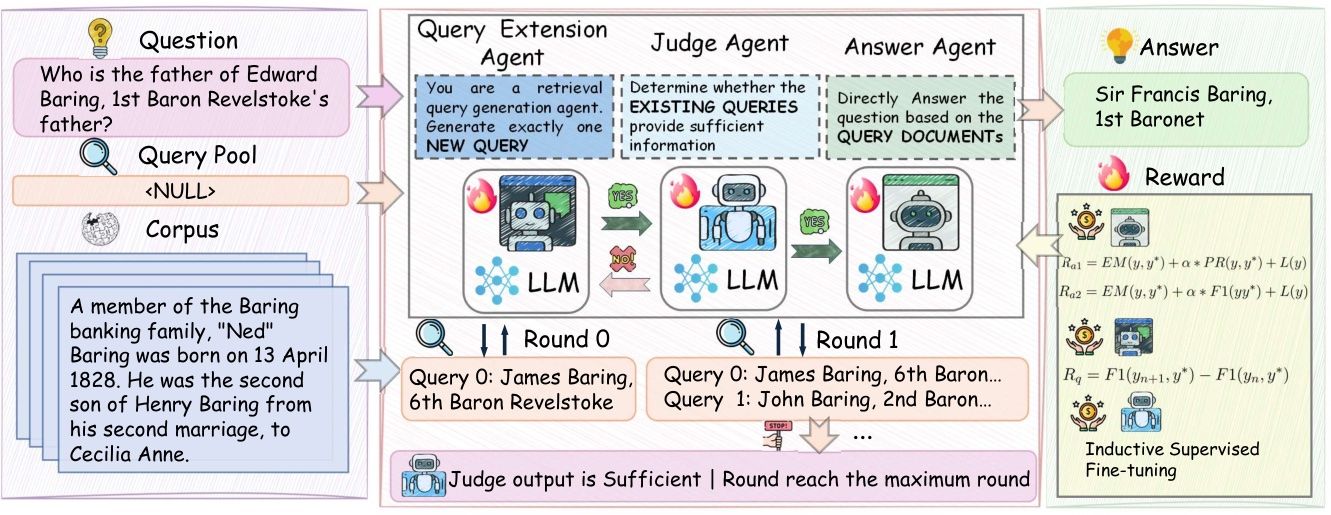 Question
Who is the father of Edward
Baring, 1st Baron Revelstoke's
father?
Query Pool
<NULL>
Corpus
A member of the Baring
banking family, "Ned"
Baring was born on 13 April
1828. He was the second
son of Henry Baring from
his second marriage, to
Cecilia Anne.
Query Extension
Agent
You are a retrieval
query generation agent.
Generate exactly one
NEW QUERY
Judge Agent
Determine whether the
EXISTING QUERIES
provide sufficient
information
Answer Agent
Directly Answer the
question based on the
QUERY DOCUMENTs
LLM
YES
NO!
LLM
YES
LLM
Round 0
Query 0: James Baring,
6th Baron Revelstoke
Round 1
Query 0: James Baring, 6th Baron...
Query 1: John Baring, 2nd Baron...
STOP!
...
Judge output is Sufficient | Round reach the maximum round
Answer
Sir Francis Baring,
1st Baronet
Reward
R_{a1} = EM(y, y*) + α * PR(y, y*) + L(y)
R_{a2} = EM(y, y*) + α * F1(yy*) + L(y)
R_q = F1(y_{n+1}, y*) − F1(y_n, y*)
Inductive Supervised
Fine-tuning